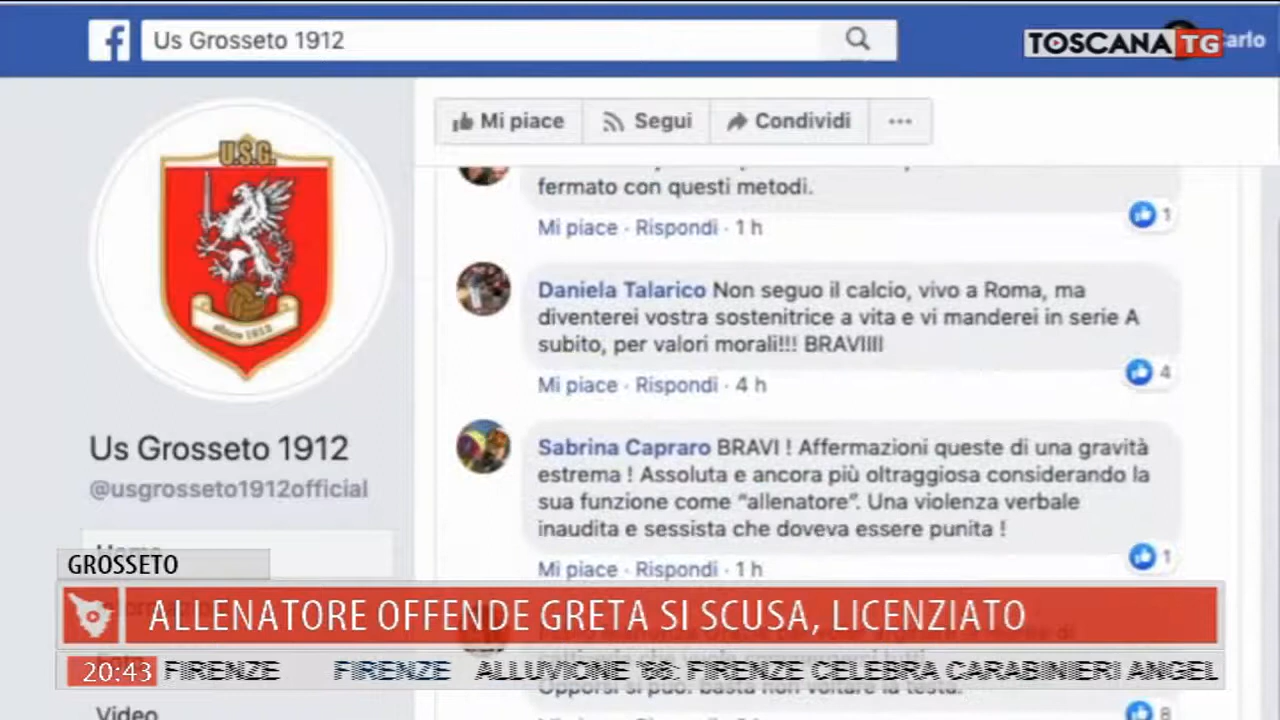 Us Grosseto 1912
TOSCANA TG
Carlo
Mi piace
Segui
Condividi
U.S.G.
since 1912
Us Grosseto 1912
@usgrosseto1912official
Home
Video
fermato con questi metodi.
Mi piace · Rispondi · 1 h
1
Daniela Talarico Non seguo il calcio, vivo a Roma, ma
diventerei vostra sostenitrice a vita e vi manderei in serie A
subito, per valori morali!!! BRAVIIII
Mi piace · Rispondi · 4 h
4
Sabrina Capraro BRAVI ! Affermazioni queste di una gravità
estrema ! Assoluta e ancora più oltraggiosa considerando la
sua funzione come “allenatore”. Una violenza verbale
inaudita e sessista che doveva essere punita !
Mi piace · Rispondi · 1 h
1
Opporsi si può. basta non voltare la testa.
8
GROSSETO
ALLENATORE OFFENDE GRETA SI SCUSA, LICENZIATO
20:43 FIRENZE FIRENZE ALLUVIONE '66: FIRENZE CELEBRA CARABINIERI ANGEL